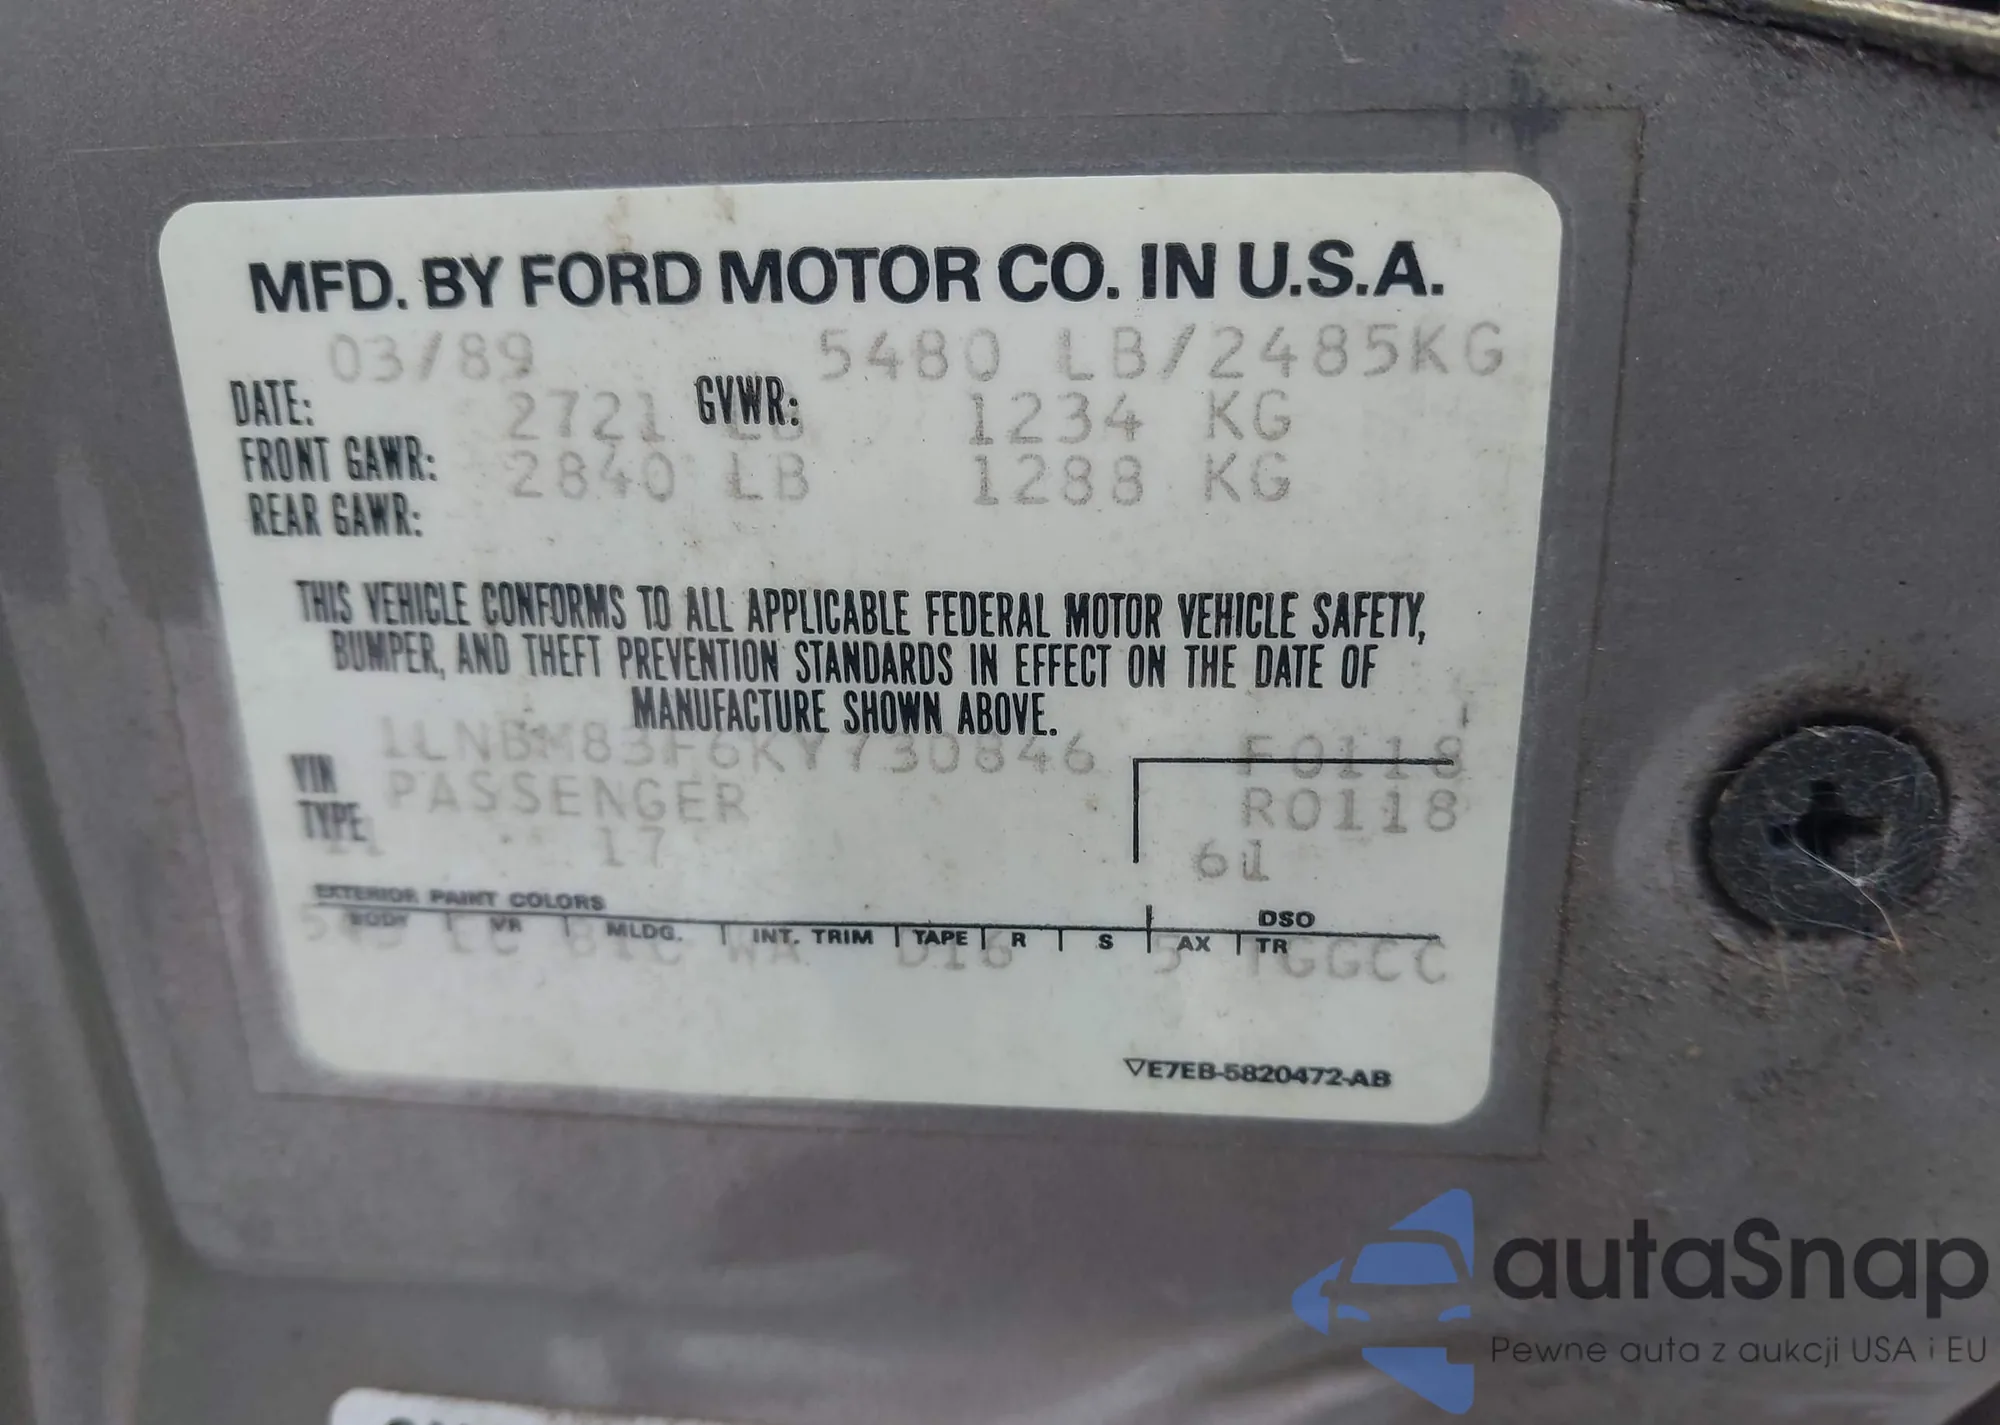 MFD. BY FORD MOTOR CO. IN U.S.A.
03/89 5480 LB/2485KG
DATE: GVWR:
2721 LB 1234 KG
FRONT GAWR:
2840 LB 1288 KG
REAR GAWR:
THIS VEHICLE CONFORMS TO ALL APPLICABLE FEDERAL MOTOR VEHICLE SAFETY,
BUMPER, AND THEFT PREVENTION STANDARDS IN EFFECT ON THE DATE OF
MANUFACTURE SHOWN ABOVE.
1LNBM83F6KY730846 F0118
VIN
PASSENGER R0118
TYPE
17 61
EXTERIOR PAINT COLORS DSO
BODY VR MLDG. INT. TRIM TAPE R S AX TR
▽E7EB-5820472-AB
autaSnap
Pewne auta z aukcji USA i EU